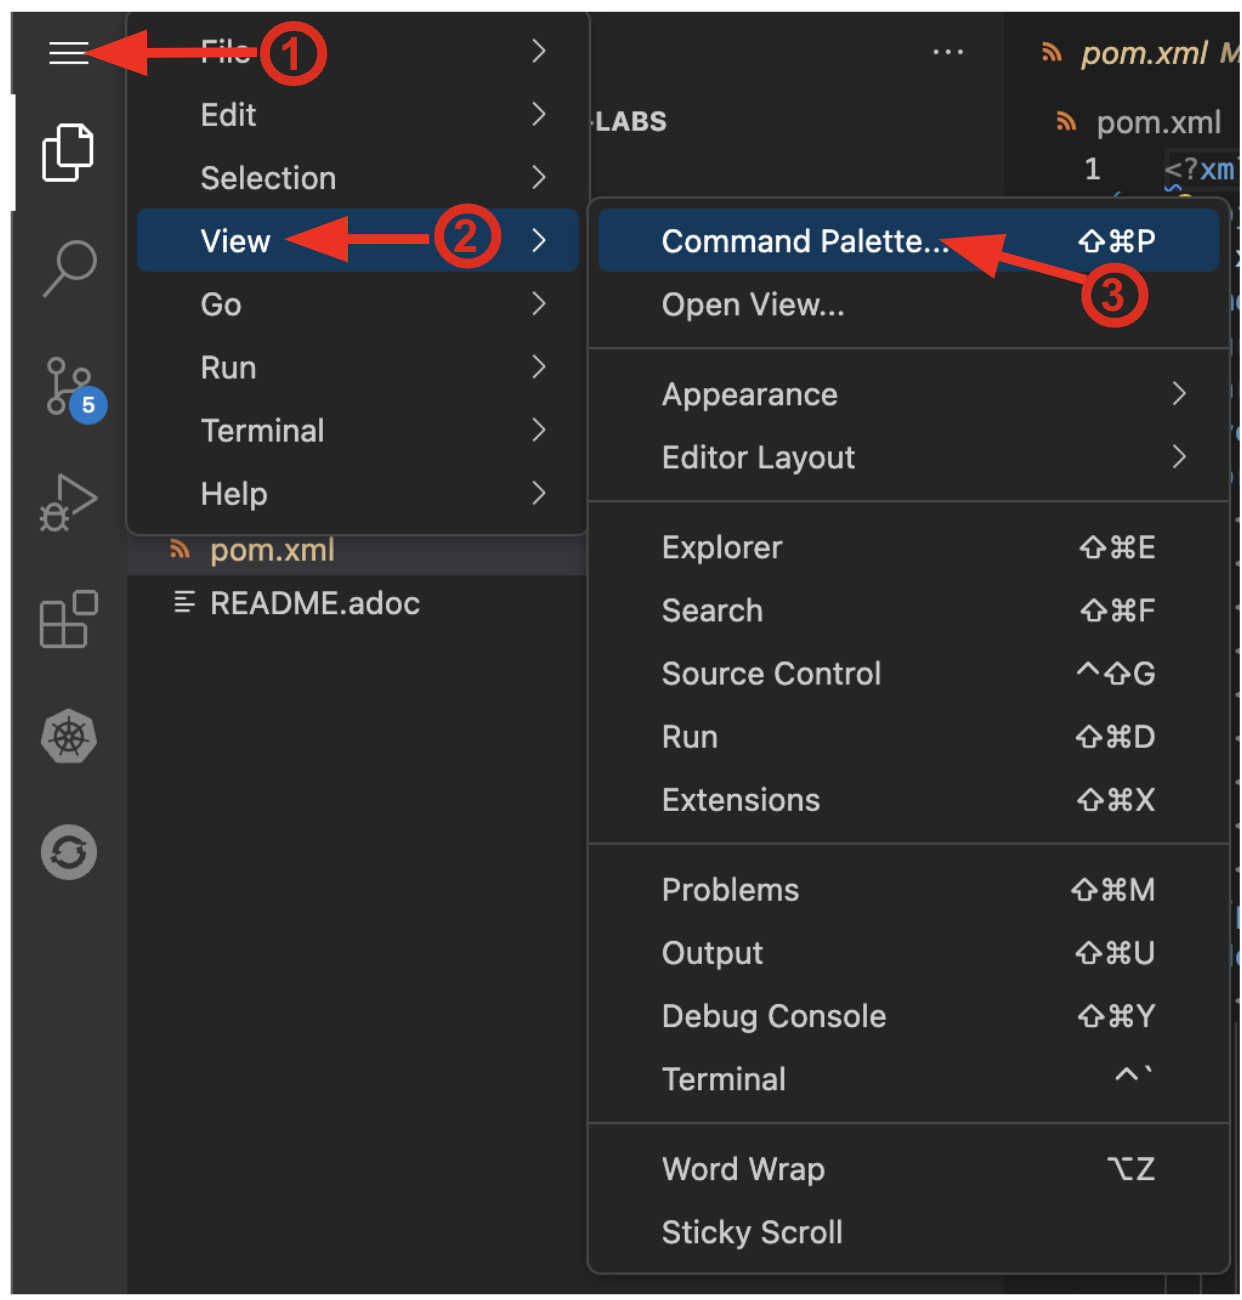 File
1
...
pom.xml
Edit
-LABS
pom.xml
Selection
1
<?xml
View
2
Command Palette...
⇧⌘P
3
Go
Open View...
Run
Appearance
Terminal
Editor Layout
5
Help
pom.xml
Explorer
⇧⌘E
README.adoc
Search
⇧⌘F
Source Control
^⇧G
Run
⇧⌘D
Extensions
⇧⌘X
Problems
⇧⌘M
Output
⇧⌘U
Debug Console
⇧⌘Y
Terminal
^`
Word Wrap
⌥Z
Sticky Scroll